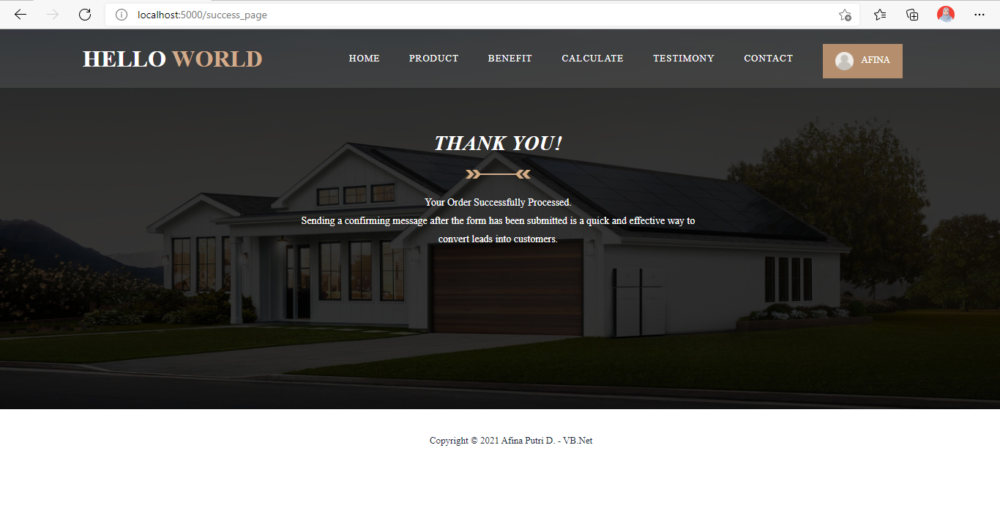 localhost:5000/success_page
HELLO WORLD
HOME PRODUCT BENEFIT CALCULATE TESTIMONY CONTACT AFINA
THANK YOU!
Your Order Successfully Processed.
Sending a confirming message after the form has been submitted is a quick and effective way to
convert leads into customers.
Copyright © 2021 Afina Putri D. - VB.Net